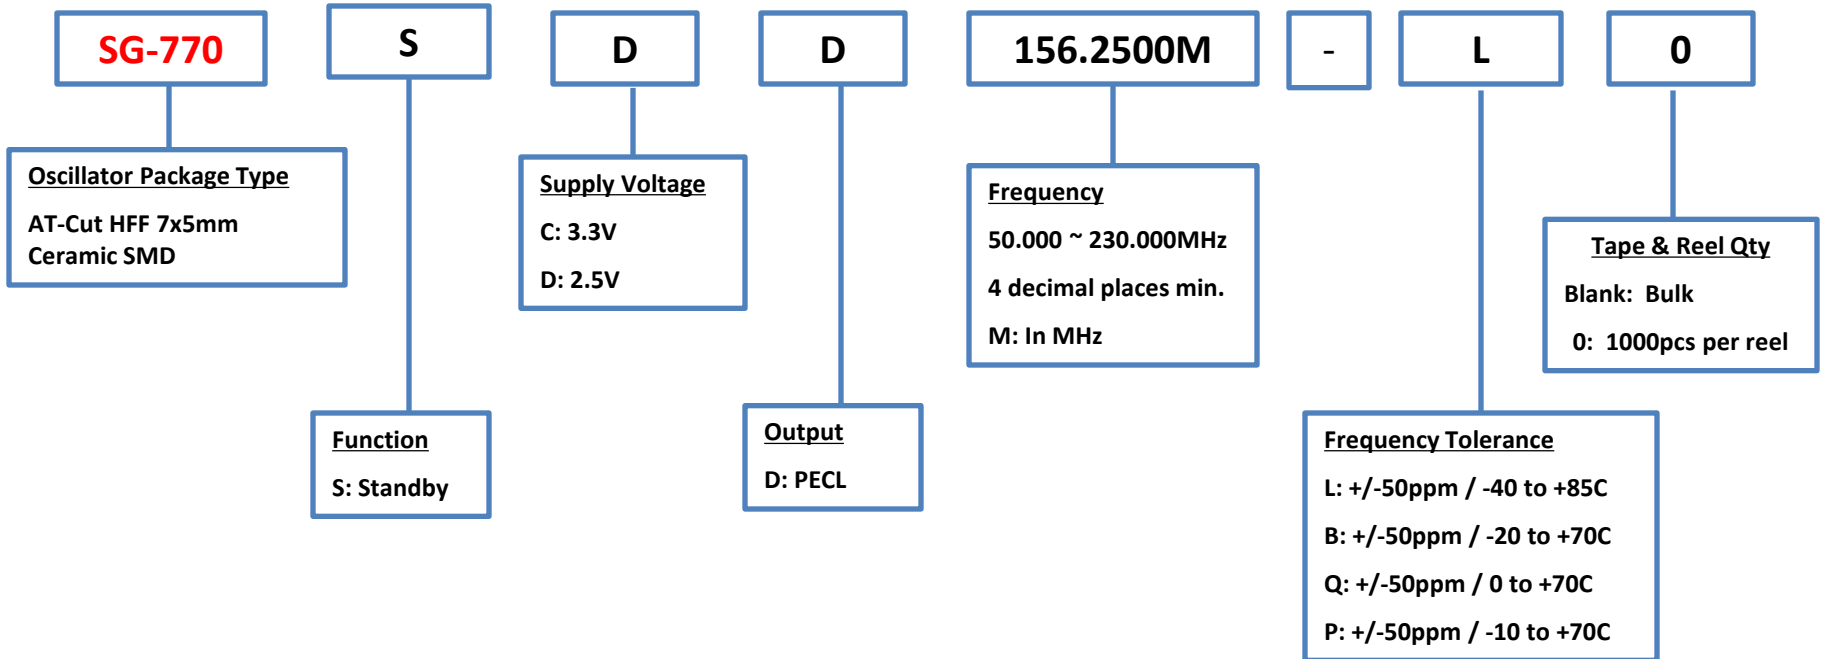 SG-770
S
D
D
156.2500M
-
L
0
Oscillator Package Type
AT-Cut HFF 7x5mm
Ceramic SMD
Function
S: Standby
Supply Voltage
C: 3.3V
D: 2.5V
Output
D: PECL
Frequency
50.000 ~ 230.000MHz
4 decimal places min.
M: In MHz
Frequency Tolerance
L: +/-50ppm / -40 to +85C
B: +/-50ppm / -20 to +70C
Q: +/-50ppm / 0 to +70C
P: +/-50ppm / -10 to +70C
Tape & Reel Qty
Blank: Bulk
0: 1000pcs per reel